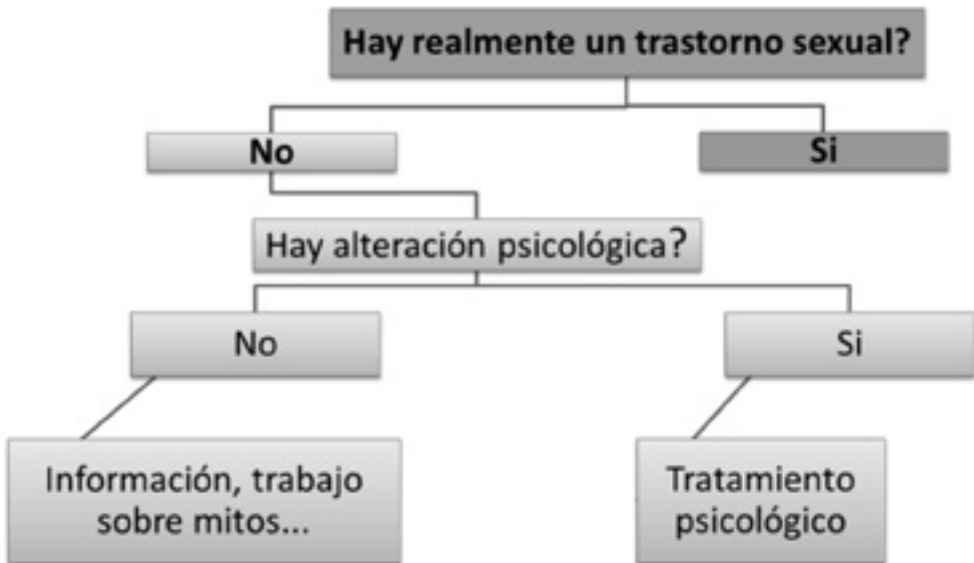 Hay realmente un trastorno sexual?
No
Si
Hay alteración psicológica?
No
Si
Información, trabajo
sobre mitos...
Tratamiento
psicológico